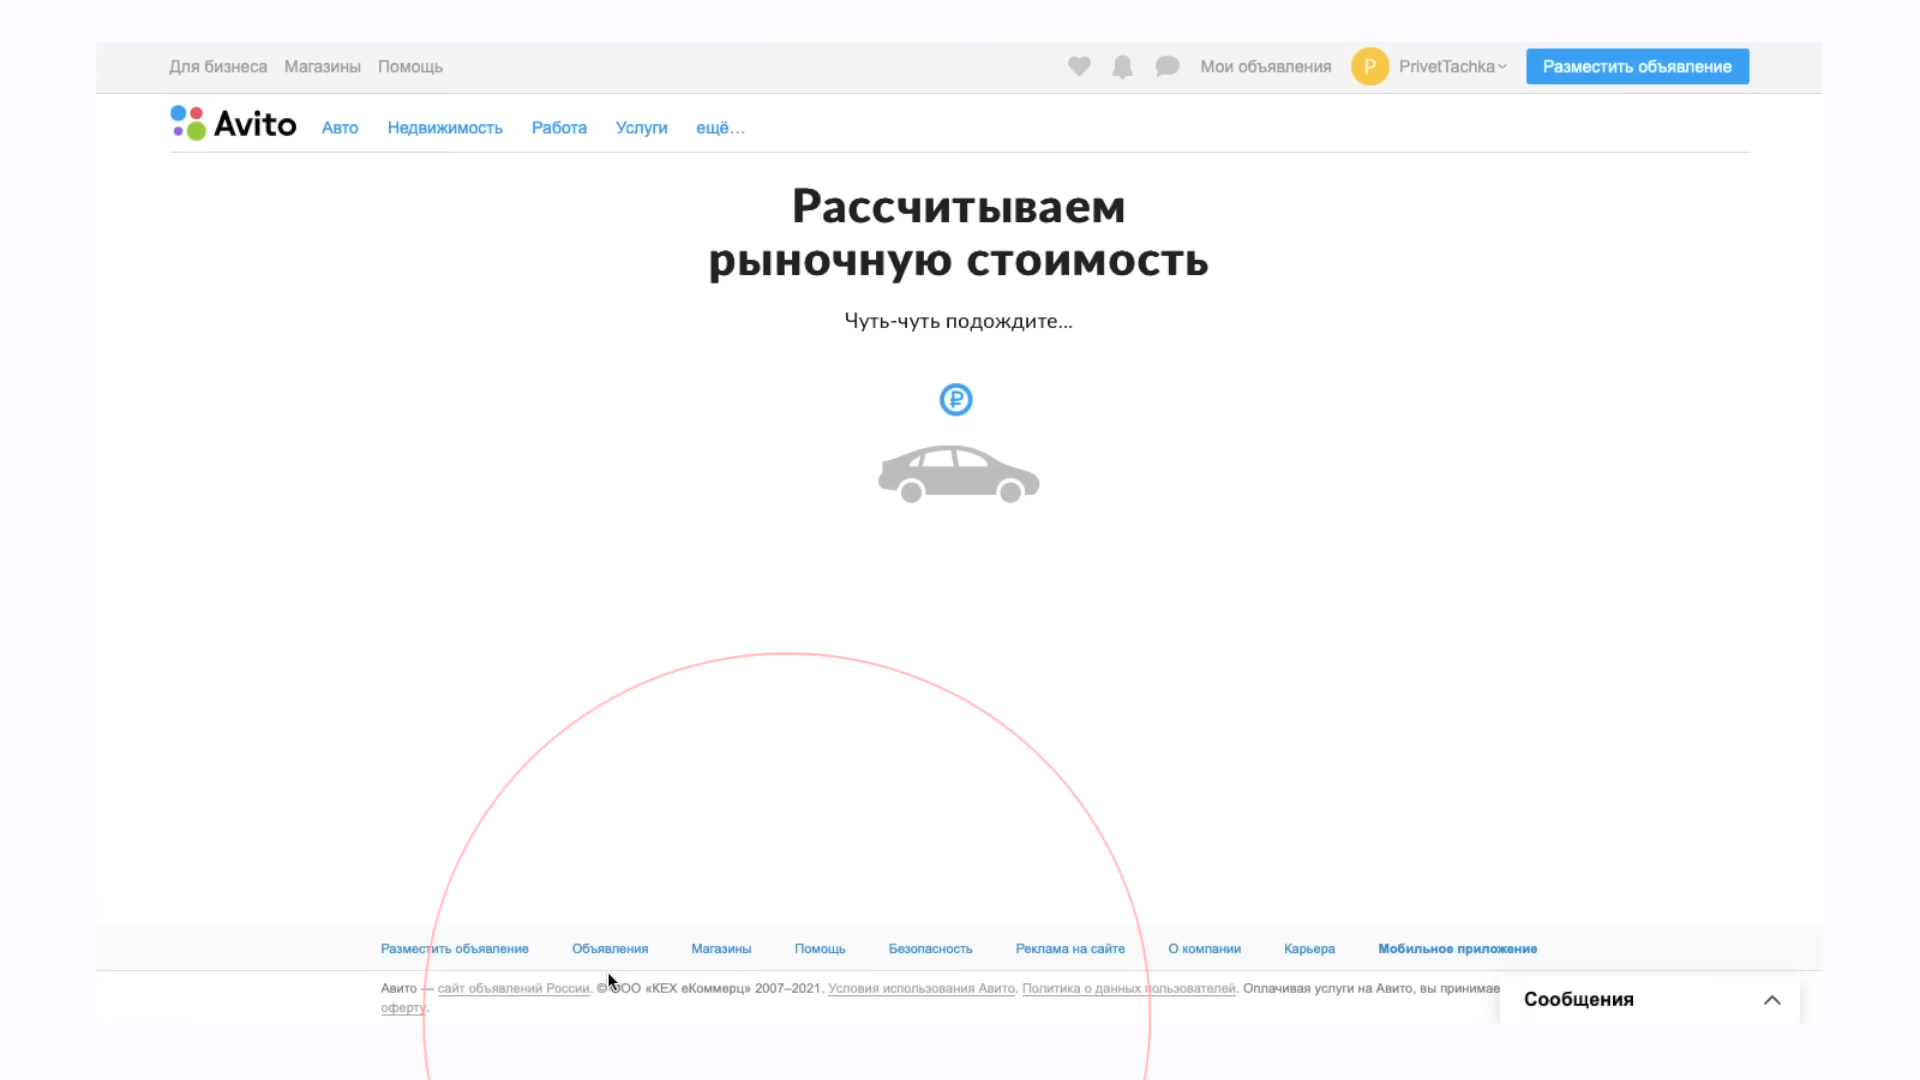 Для бизнеса Магазины Помощь Мои объявления P PrivetTachka Разместить объявление
Avito Авто Недвижимость Работа Услуги ещё...
Рассчитываем
рыночную стоимость
Чуть-чуть подождите...
₽
Разместить объявление Объявления Магазины Помощь Безопасность Реклама на сайте О компании Карьера Мобильное приложение
Авито — сайт объявлений России. © ООО «КЕХ еКоммерц» 2007–2021. Условия использования Авито. Политика о данных пользователей. Оплачивая услуги на Авито, вы принимае
оферту.
Сообщения